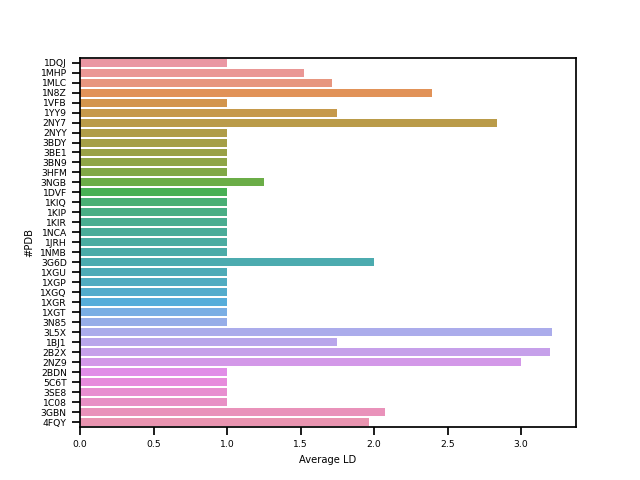 1DQJ
1MHP
1MLC
1N8Z
1VFB
1YY9
2NY7
2NYY
3BDY
3BE1
3BN9
3HFM
3NGB
1DVF
1KIQ
1KIP
1KIR
1NCA
1JRH
1NMB
3G6D
1XGU
1XGP
1XGQ
1XGR
1XGT
3N85
3L5X
1BJ1
2B2X
2NZ9
2BDN
5C6T
3SE8
1C08
3GBN
4FQY
#PDB
0.0 0.5 1.0 1.5 2.0 2.5 3.0
Average LD